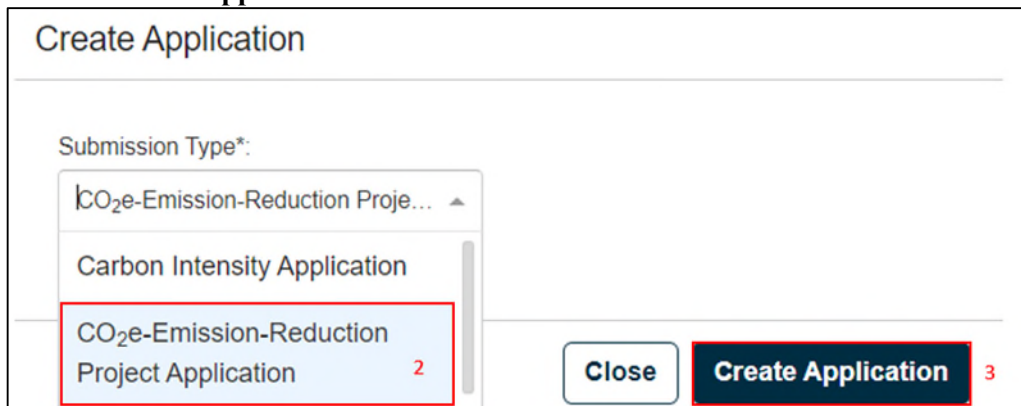 Create Application
Submission Type*:
CO₂e-Emission-Reduction Proje...
Carbon Intensity Application
CO₂e-Emission-Reduction
Project Application
2
Close
Create Application
3